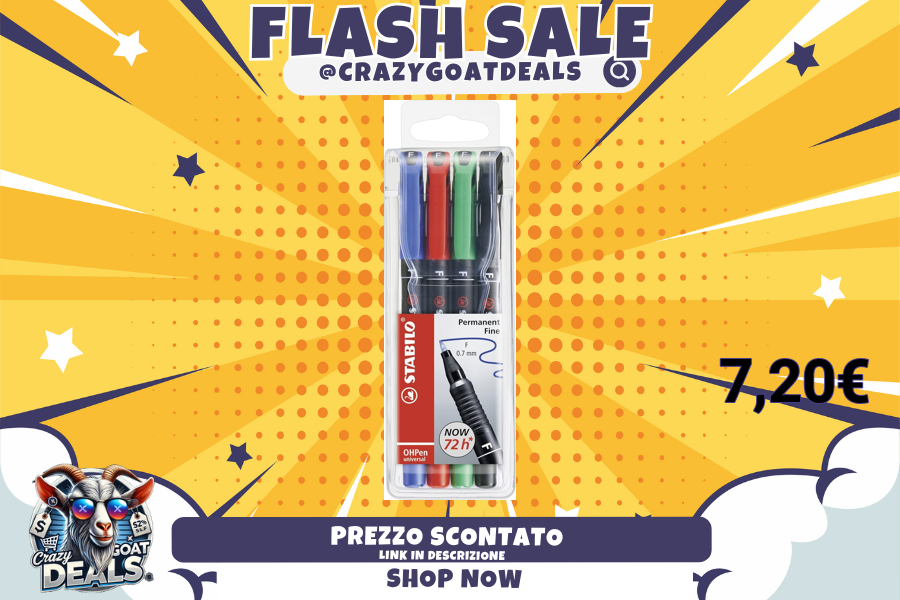 FLASH SALE
@CRAZYGOATDEALS
F F F F
F F F F
Permanent
Fine
F
0.7 mm
STABILO
NOW
72 h*
F
OHPen
universal
7,20€
$
52%
Crazy
GOAT
DEALS
PREZZO SCONTATO
LINK IN DESCRIZIONE
SHOP NOW